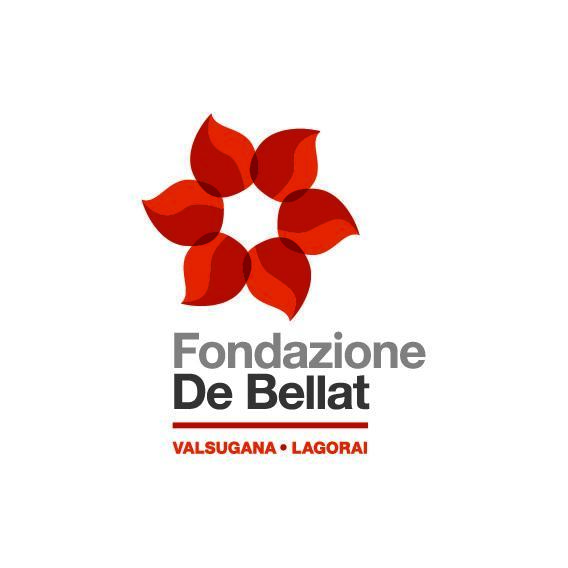 Fondazione
De Bellat
VALSUGANA • LAGORAI